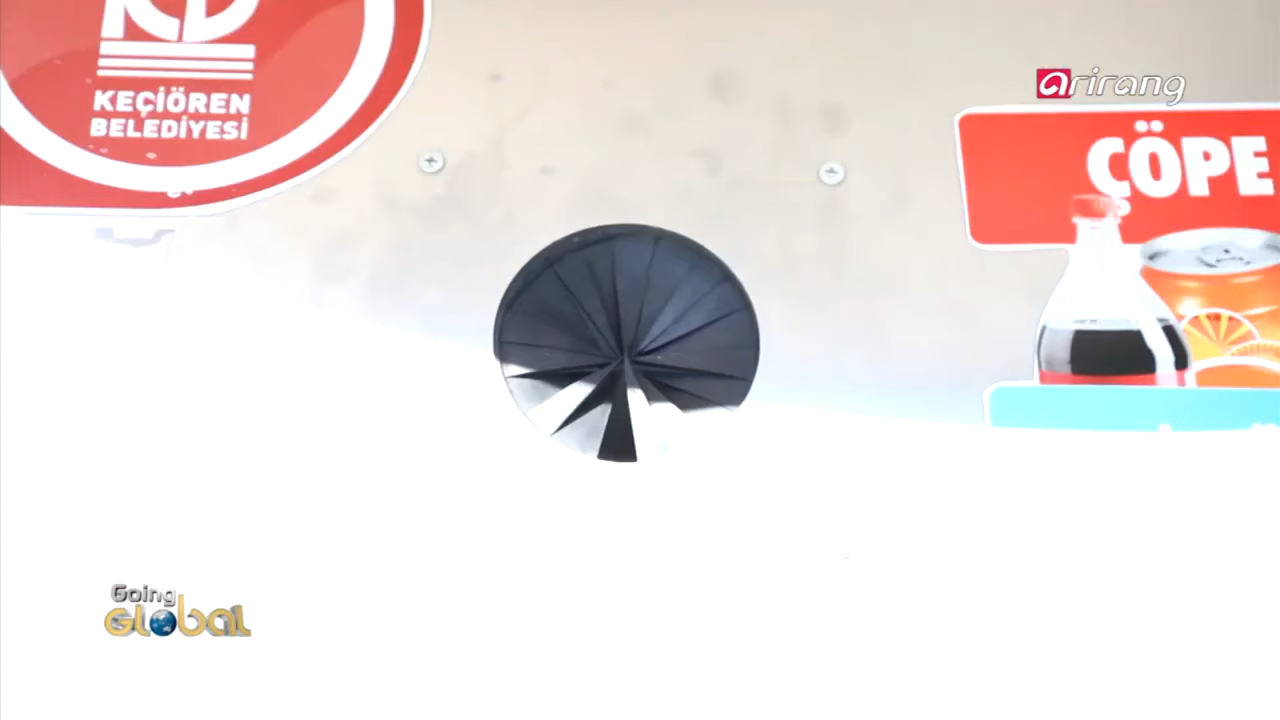 KEÇİÖREN
BELEDİYESİ
arirang
ÇÖPE
Going
GLObaL